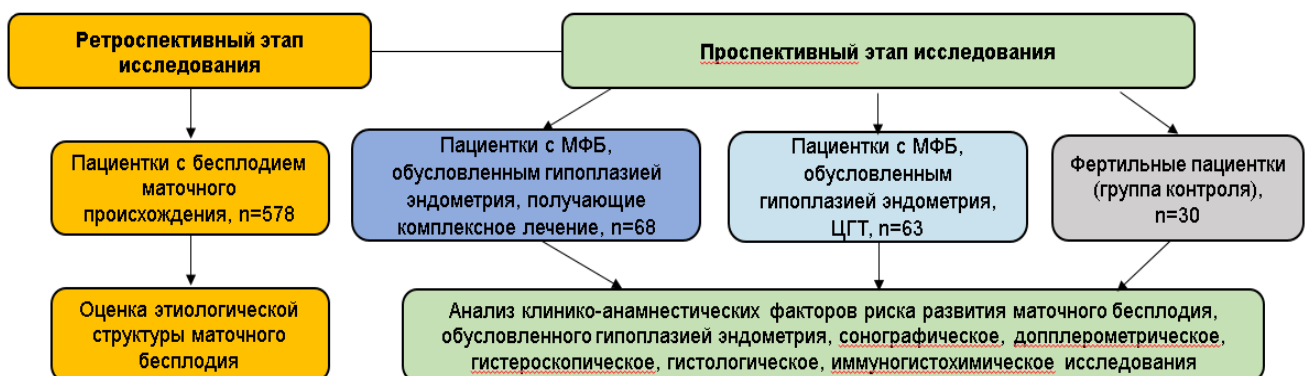 Ретроспективный этап
исследования
Проспективный этап исследования
Пациентки с бесплодием
маточного
происхождения, n=578
Пациентки с МФБ,
обусловленным гипоплазией
эндометрия, получающие
комплексное лечение, n=68
Пациентки с МФБ,
обусловленным
гипоплазией эндометрия,
ЦГТ, n=63
Фертильные пациентки
(группа контроля),
n=30
Оценка этиологической
структуры маточного
бесплодия
Анализ клинико-анамнестических факторов риска развития маточного бесплодия,
обусловленного гипоплазией эндометрия, сонографическое, допплерометрическое,
гистероскопическое, гистологическое, иммуногистохимическое исследования